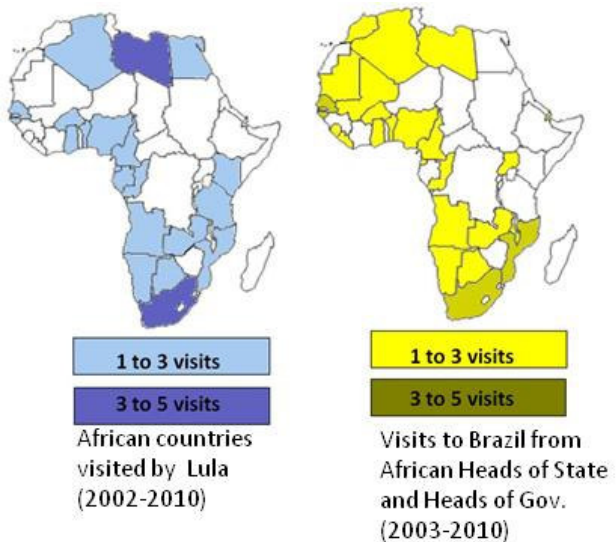 1 to 3 visits
3 to 5 visits
African countries
visited by Lula
(2002-2010)
1 to 3 visits
3 to 5 visits
Visits to Brazil from
African Heads of State
and Heads of Gov.
(2003-2010)